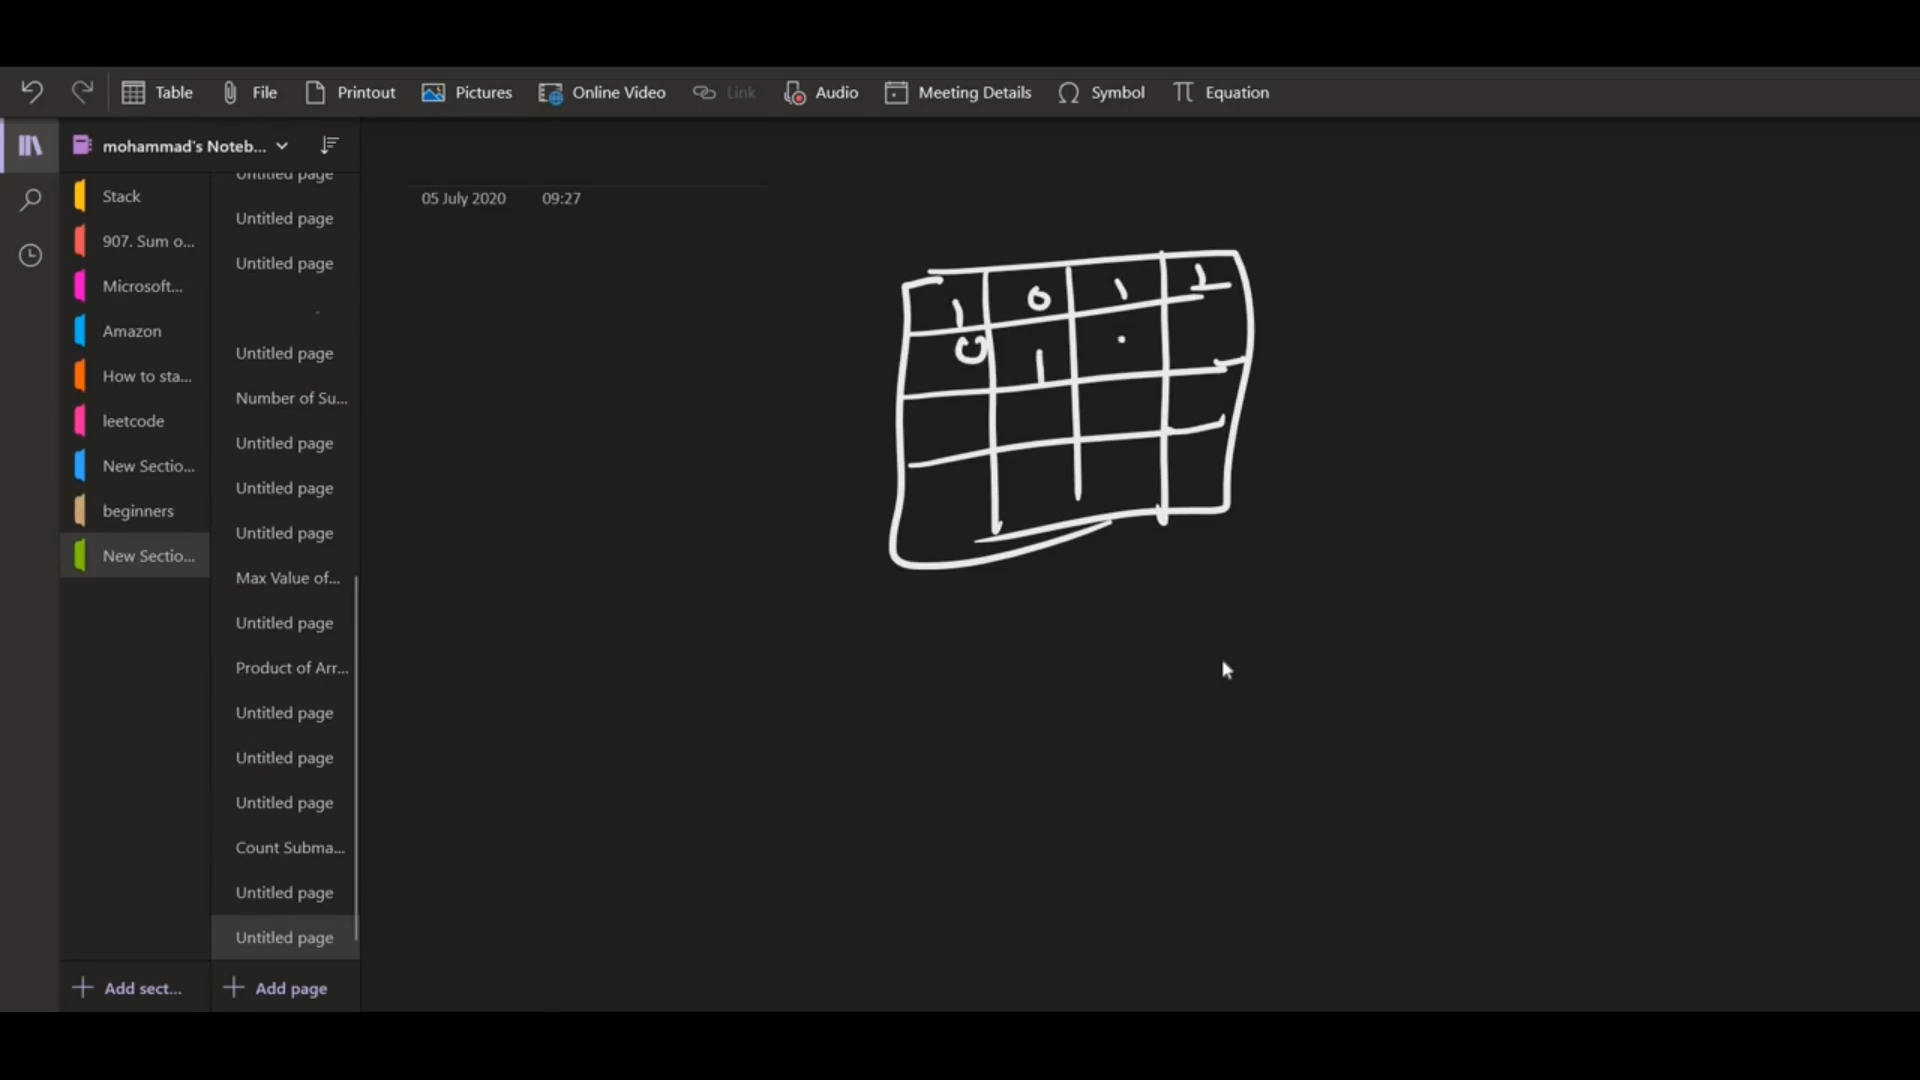 Table File Printout Pictures Online Video Link Audio Meeting Details Symbol Equation
mohammad's Noteb...
Stack
907. Sum o...
Microsoft...
Amazon
How to sta...
leetcode
New Sectio...
beginners
New Sectio...
Add sect...
Untitled page
Untitled page
Untitled page
Untitled page
Number of Su...
Untitled page
Untitled page
Untitled page
Max Value of...
Untitled page
Product of Arr...
Untitled page
Untitled page
Untitled page
Count Subma...
Untitled page
Untitled page
Add page
05 July 2020 09:27
1 0 1 1
0 1